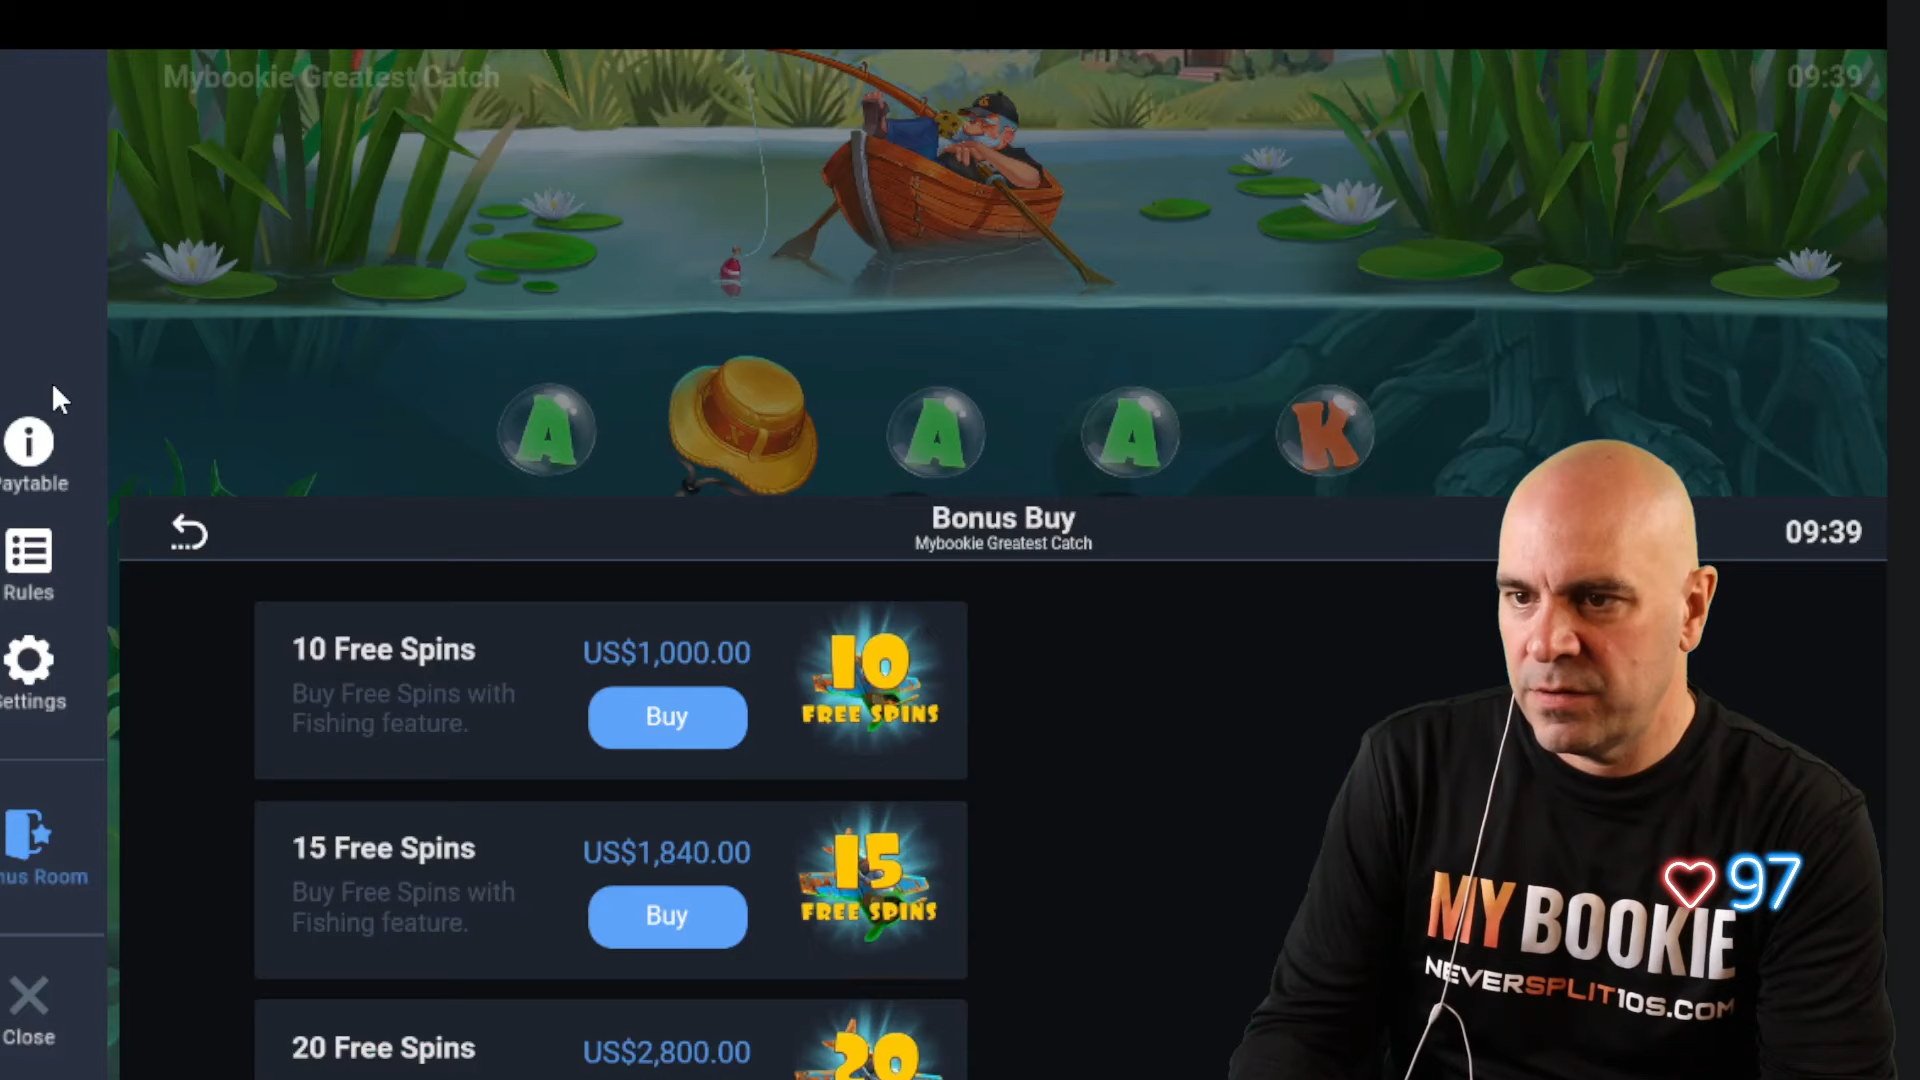 Mybookie Greatest Catch
09:39
A
A
A
K
Bonus Buy
Mybookie Greatest Catch
09:39
aytable
Rules
ettings
nus Room
Close
10 Free Spins
US$1,000.00
Buy Free Spins with
Fishing feature.
Buy
10
FREE SPINS
15 Free Spins
US$1,840.00
Buy Free Spins with
Fishing feature.
Buy
15
FREE SPINS
20 Free Spins
US$2,800.00
20
97
MY BOOKIE
NEVERSPLIT10S.COM